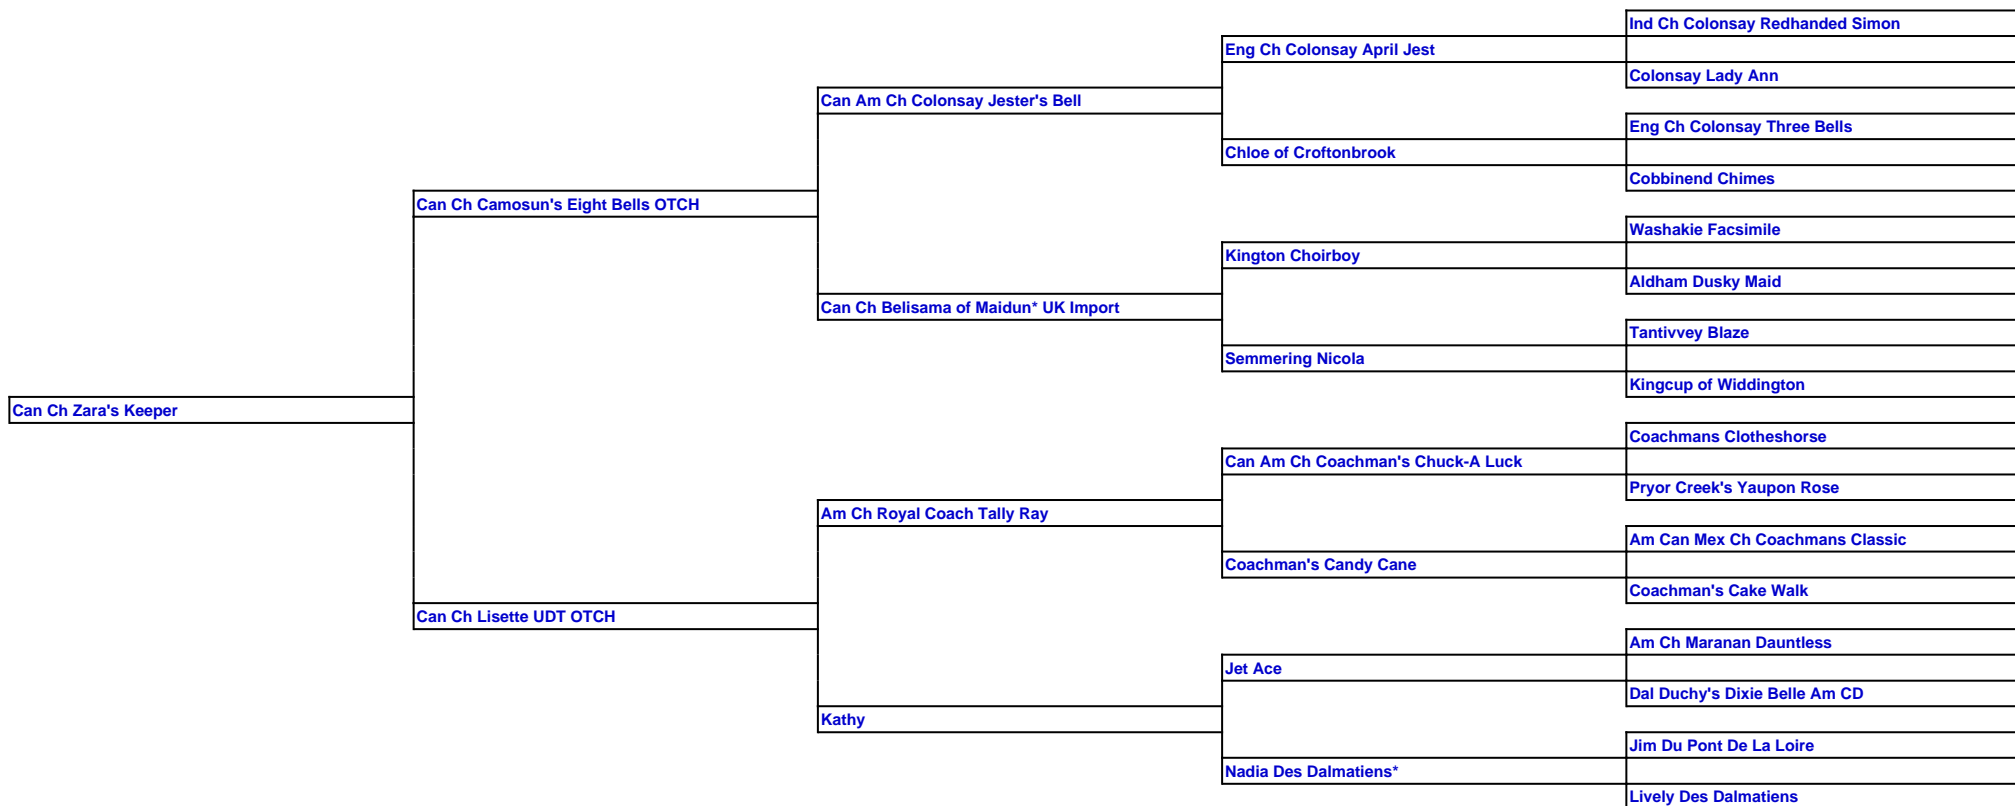 Ind Ch Colonsay Redhanded Simon
Eng Ch Colonsay April Jest
Colonsay Lady Ann
Can Am Ch Colonsay Jester's Bell
Eng Ch Colonsay Three Bells
Chloe of Croftonbrook
Cobbinend Chimes
Can Ch Camosun's Eight Bells OTCH
Washakie Facsimile
Kington Choirboy
Aldham Dusky Maid
Can Ch Belisama of Maidun* UK Import
Tantivvey Blaze
Semmering Nicola
Kingcup of Widdington
Can Ch Zara's Keeper
Coachmans Clotheshorse
Can Am Ch Coachman's Chuck-A Luck
Pryor Creek's Yaupon Rose
Am Ch Royal Coach Tally Ray
Am Can Mex Ch Coachmans Classic
Coachman's Candy Cane
Coachman's Cake Walk
Can Ch Lisette UDT OTCH
Am Ch Maranan Dauntless
Jet Ace
Dal Duchy's Dixie Belle Am CD
Kathy
Jim Du Pont De La Loire
Nadia Des Dalmatiens*
Lively Des Dalmatiens